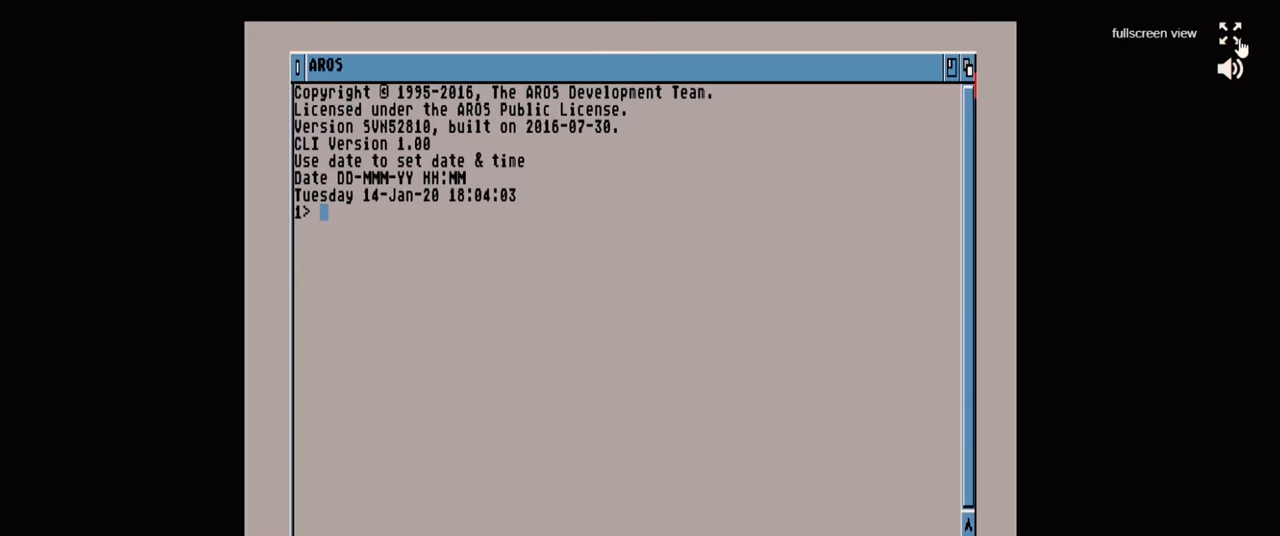 fullscreen view
AROS
Copyright © 1995-2016, The AROS Development Team.
Licensed under the AROS Public License.
Version SVN52810, built on 2016-07-30.
CLI Version 1.00
Use date to set date & time
Date DD-MMM-YY HH:MM
Tuesday 14-Jan-20 18:04:03
1>